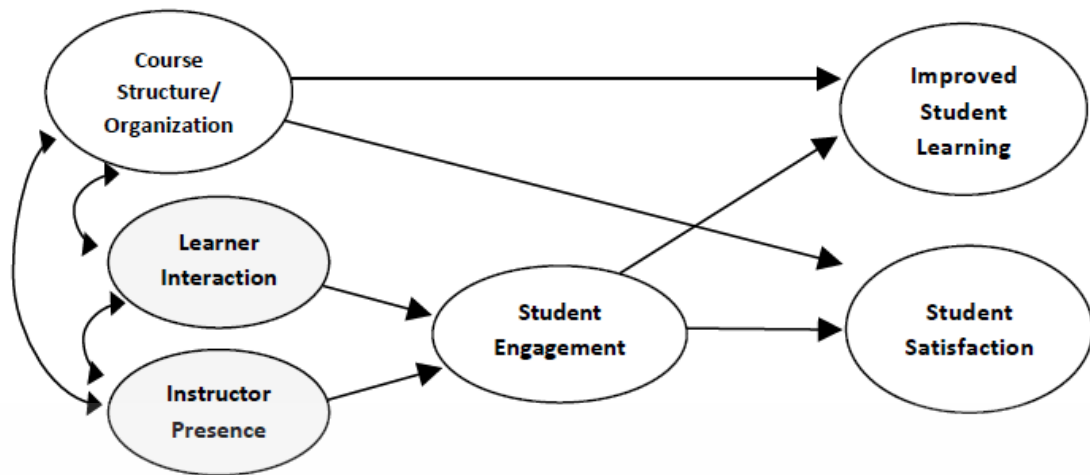 Course
Structure/
Organization
Improved
Student
Learning
Learner
Interaction
Student
Engagement
Student
Satisfaction
Instructor
Presence